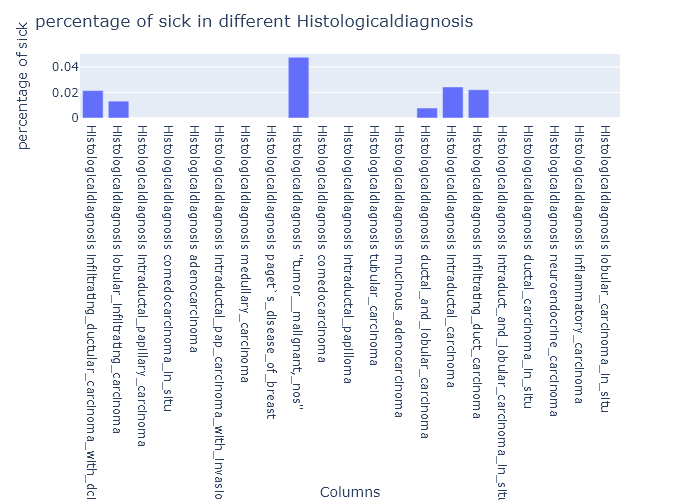 percentage of sick in different Histologicaldiagnosis
percentage of sick
0.04
0.02
0
Histologicaldiagnosis infiltrating_ductular_carcinoma_with_dci
Histologicaldiagnosis lobular_infiltrating_carcinoma
Histologicaldiagnosis intraductal_papillary_carcinoma
Histologicaldiagnosis comedocarcinoma_in_situ
Histologicaldiagnosis adenocarcinoma
Histologicaldiagnosis intraductal_pap_carcinoma_with_invasio
Histologicaldiagnosis medullary_carcinoma
Histologicaldiagnosis paget`s_disease_of_breast
Histologicaldiagnosis "tumor__malignant,_nos"
Histologicaldiagnosis comedocarcinoma
Histologicaldiagnosis intraductal_papilloma
Histologicaldiagnosis tubular_carcinoma
Histologicaldiagnosis mucinous_adenocarcinoma
Histologicaldiagnosis ductal_and_lobular_carcinoma
Histologicaldiagnosis intraductal_carcinoma
Histologicaldiagnosis infiltrating_duct_carcinoma
Histologicaldiagnosis intraduct_and_lobular_carcinoma_in_situ
Histologicaldiagnosis ductal_carcinoma_in_situ
Histologicaldiagnosis neuroendocrine_carcinoma
Histologicaldiagnosis inflammatory_carcinoma
Histologicaldiagnosis lobular_carcinoma_in_situ
Columns